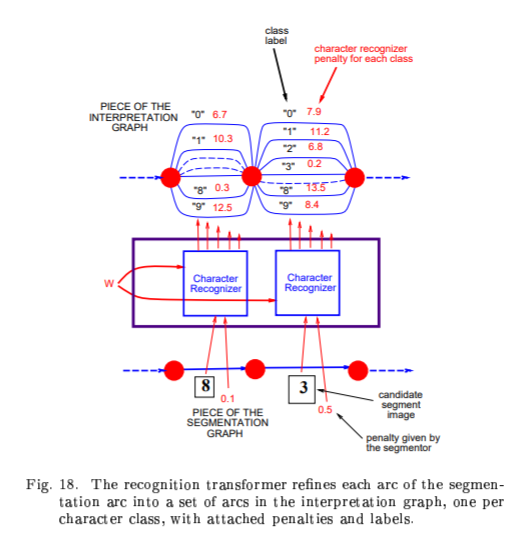 class
label
character recognizer
penalty for each class
PIECE OF THE
INTERPRETATION
GRAPH
"0" 6.7
"0" 7.9
"1" 10.3
"1" 11.2
"2" 6.8
"3" 0.2
"8" 0.3
"8" 13.5
"9" 12.5
"9" 8.4
W
Character
Recognizer
Character
Recognizer
8
0.1
3
0.5
PIECE OF THE
SEGMENTATION
GRAPH
candidate
segment
image
penalty given by
the segmentor
Fig. 18. The recognition transformer refines each arc of the segmen-
tation arc into a set of arcs in the interpretation graph, one per
character class, with attached penalties and labels.